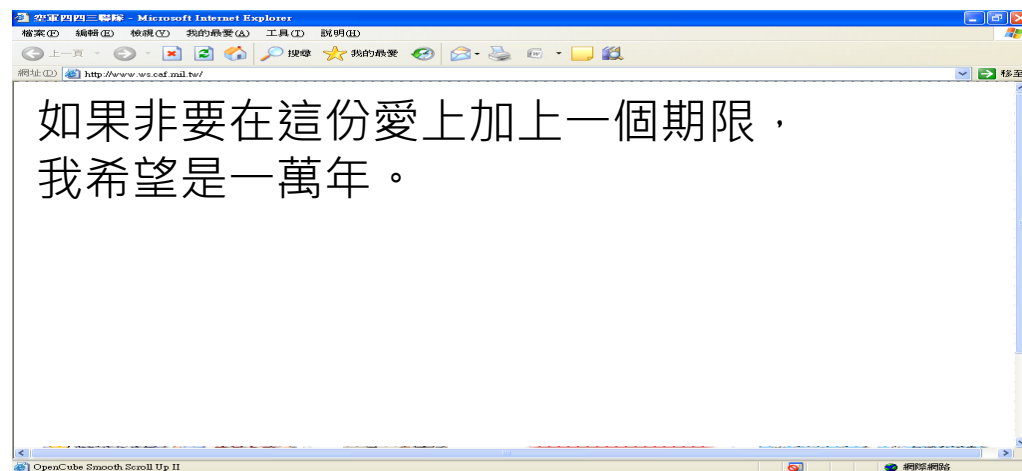 空軍四四三聯隊 - Microsoft Internet Explorer
檔案(F) 編輯(E) 檢視(V) 我的最愛(A) 工具(T) 說明(H)
上一頁 搜尋 我的最愛
網址(D) http://www.ws.caf.mil.tw/ 移至
如果非要在這份愛上加上一個期限，
我希望是一萬年。
OpenCube Smooth Scroll Up II 網際網路